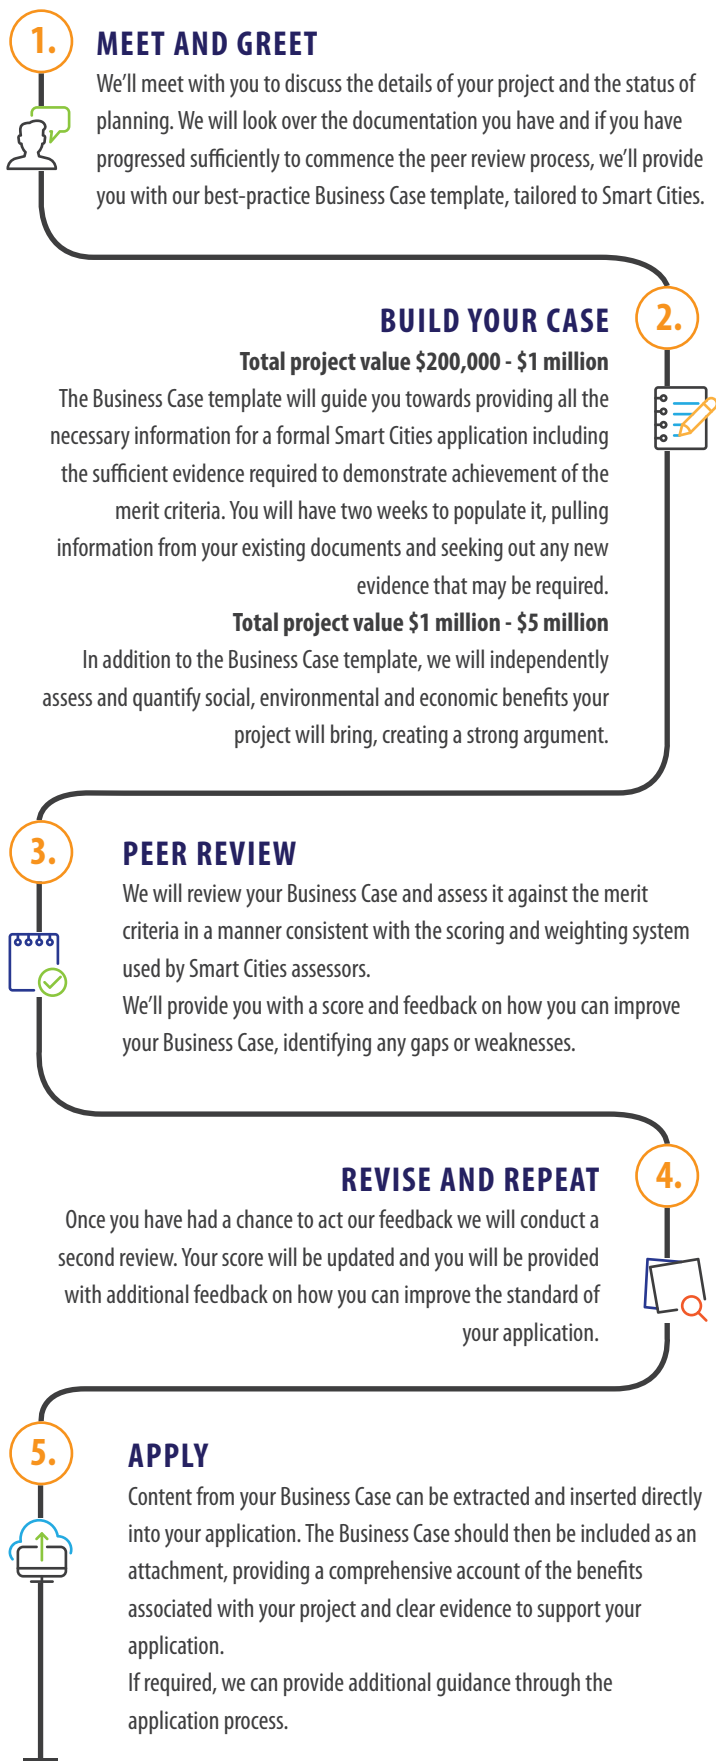 1.
MEET AND GREET
We'll meet with you to discuss the details of your project and the status of
planning. We will look over the documentation you have and if you have
progressed sufficiently to commence the peer review process, we'll provide
you with our best-practice Business Case template, tailored to Smart Cities.
2.
BUILD YOUR CASE
Total project value $200,000 - $1 million
The Business Case template will guide you towards providing all the
necessary information for a formal Smart Cities application including
the sufficient evidence required to demonstrate achievement of the
merit criteria. You will have two weeks to populate it, pulling
information from your existing documents and seeking out any new
evidence that may be required.
Total project value $1 million - $5 million
In addition to the Business Case template, we will independently
assess and quantify social, environmental and economic benefits your
project will bring, creating a strong argument.
3.
PEER REVIEW
We will review your Business Case and assess it against the merit
criteria in a manner consistent with the scoring and weighting system
used by Smart Cities assessors.
We'll provide you with a score and feedback on how you can improve
your Business Case, identifying any gaps or weaknesses.
4.
REVISE AND REPEAT
Once you have had a chance to act our feedback we will conduct a
second review. Your score will be updated and you will be provided
with additional feedback on how you can improve the standard of
your application.
5.
APPLY
Content from your Business Case can be extracted and inserted directly
into your application. The Business Case should then be included as an
attachment, providing a comprehensive account of the benefits
associated with your project and clear evidence to support your
application.
If required, we can provide additional guidance through the
application process.